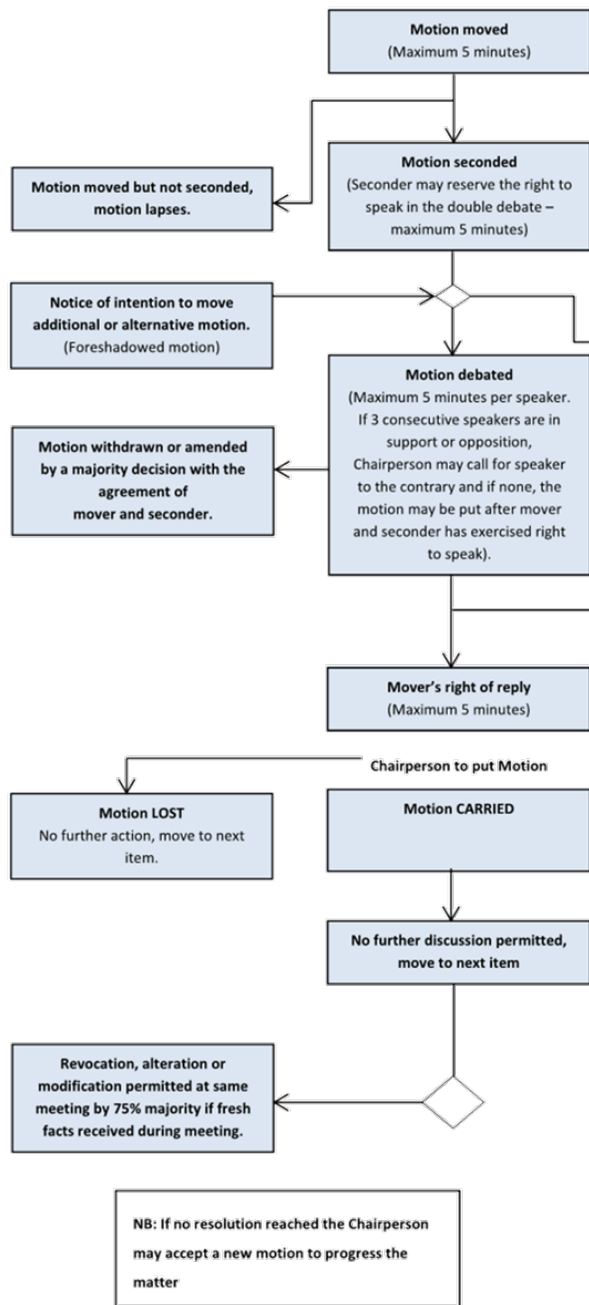 Motion moved
(Maximum 5 minutes)
Motion seconded
(Seconder may reserve the right to
speak in the double debate –
maximum 5 minutes)
Motion moved but not seconded,
motion lapses.
Notice of intention to move
additional or alternative motion.
(Foreshadowed motion)
Motion debated
(Maximum 5 minutes per speaker.
If 3 consecutive speakers are in
support or opposition,
Chairperson may call for speaker
to the contrary and if none, the
motion may be put after mover
and seconder has exercised right
to speak).
Motion withdrawn or amended
by a majority decision with the
agreement of
mover and seconder.
Mover’s right of reply
(Maximum 5 minutes)
Chairperson to put Motion
Motion LOST
No further action, move to next
item.
Motion CARRIED
No further discussion permitted,
move to next item
Revocation, alteration or
modification permitted at same
meeting by 75% majority if fresh
facts received during meeting.
NB: If no resolution reached the Chairperson
may accept a new motion to progress the
matter